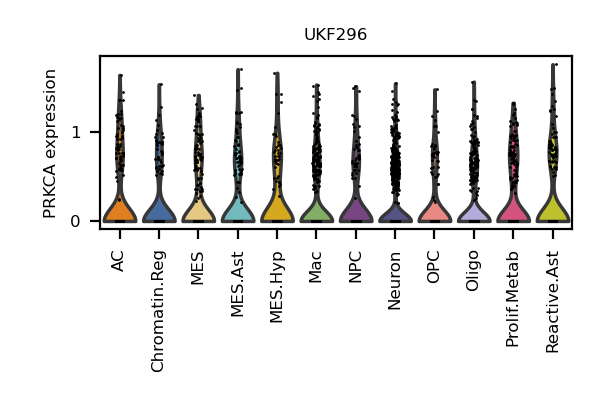 UKF296
PRKCA expression
1
0
AC
Chromatin.Reg
MES
MES.Ast
MES.Hyp
Mac
NPC
Neuron
OPC
Oligo
Prolif.Metab
Reactive.Ast